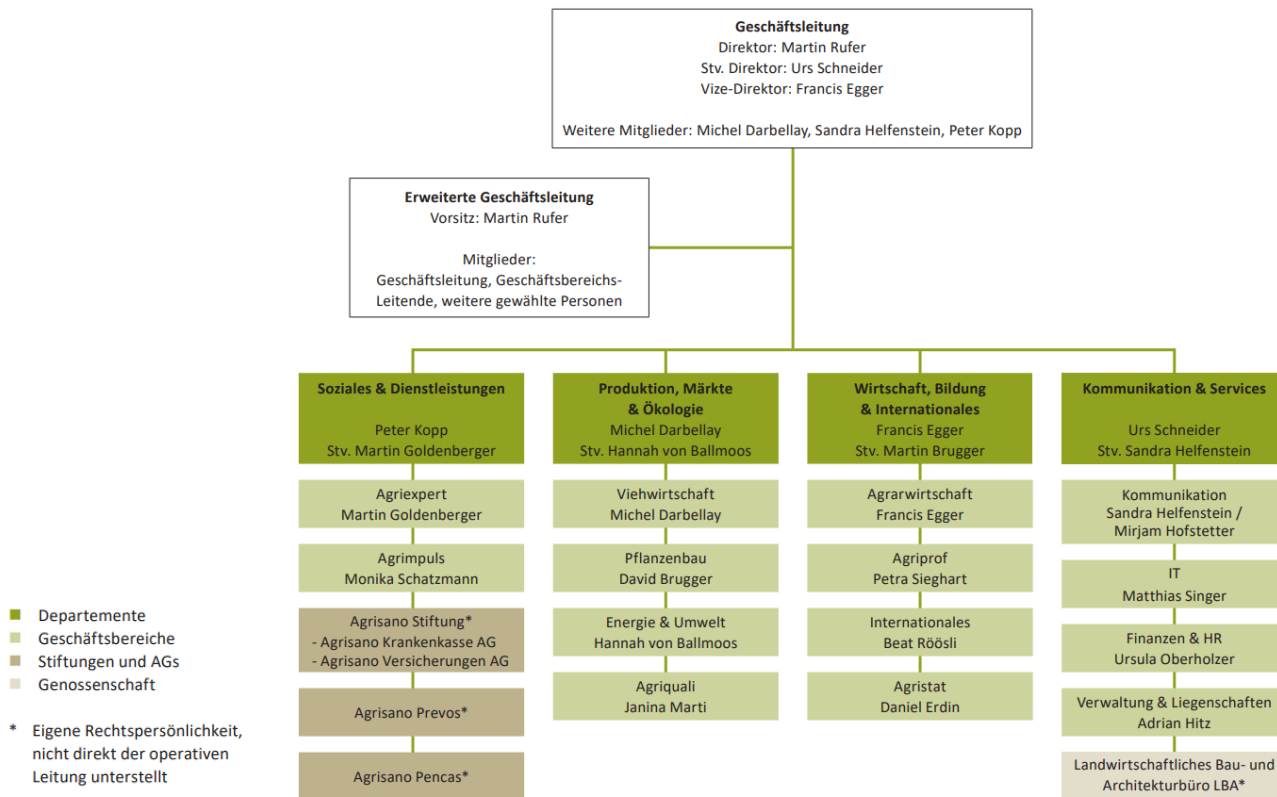 Geschäftsleitung
Direktor: Martin Rufer
Stv. Direktor: Urs Schneider
Vize-Direktor: Francis Egger
Weitere Mitglieder: Michel Darbellay, Sandra Helfenstein, Peter Kopp
Erweiterte Geschäftsleitung
Vorsitz: Martin Rufer
Mitglieder:
Geschäftsleitung, Geschäftsbereichs-
Leitende, weitere gewählte Personen
Soziales & Dienstleistungen
Peter Kopp
Stv. Martin Goldenberger
Agriexpert
Martin Goldenberger
Agrimpuls
Monika Schatzmann
Agrisano Stiftung*
- Agrisano Krankenkasse AG
- Agrisano Versicherungen AG
Agrisano Prevos*
Agrisano Pencas*
Produktion, Märkte
& Ökologie
Michel Darbellay
Stv. Hannah von Ballmoos
Viehwirtschaft
Michel Darbellay
Pflanzenbau
David Brugger
Energie & Umwelt
Hannah von Ballmoos
Agriquali
Janina Marti
Wirtschaft, Bildung
& Internationales
Francis Egger
Stv. Martin Brugger
Agrarwirtschaft
Francis Egger
Agriprof
Petra Sieghart
Internationales
Beat Röösli
Agristat
Daniel Erdin
Kommunikation & Services
Urs Schneider
Stv. Sandra Helfenstein
Kommunikation
Sandra Helfenstein /
Mirjam Hofstetter
IT
Matthias Singer
Finanzen & HR
Ursula Oberholzer
Verwaltung & Liegenschaften
Adrian Hitz
Landwirtschaftliches Bau- und
Architekturbüro LBA*
Departemente
Geschäftsbereiche
Stiftungen und AGs
Genossenschaft
* Eigene Rechtspersönlichkeit,
nicht direkt der operativen
Leitung unterstellt